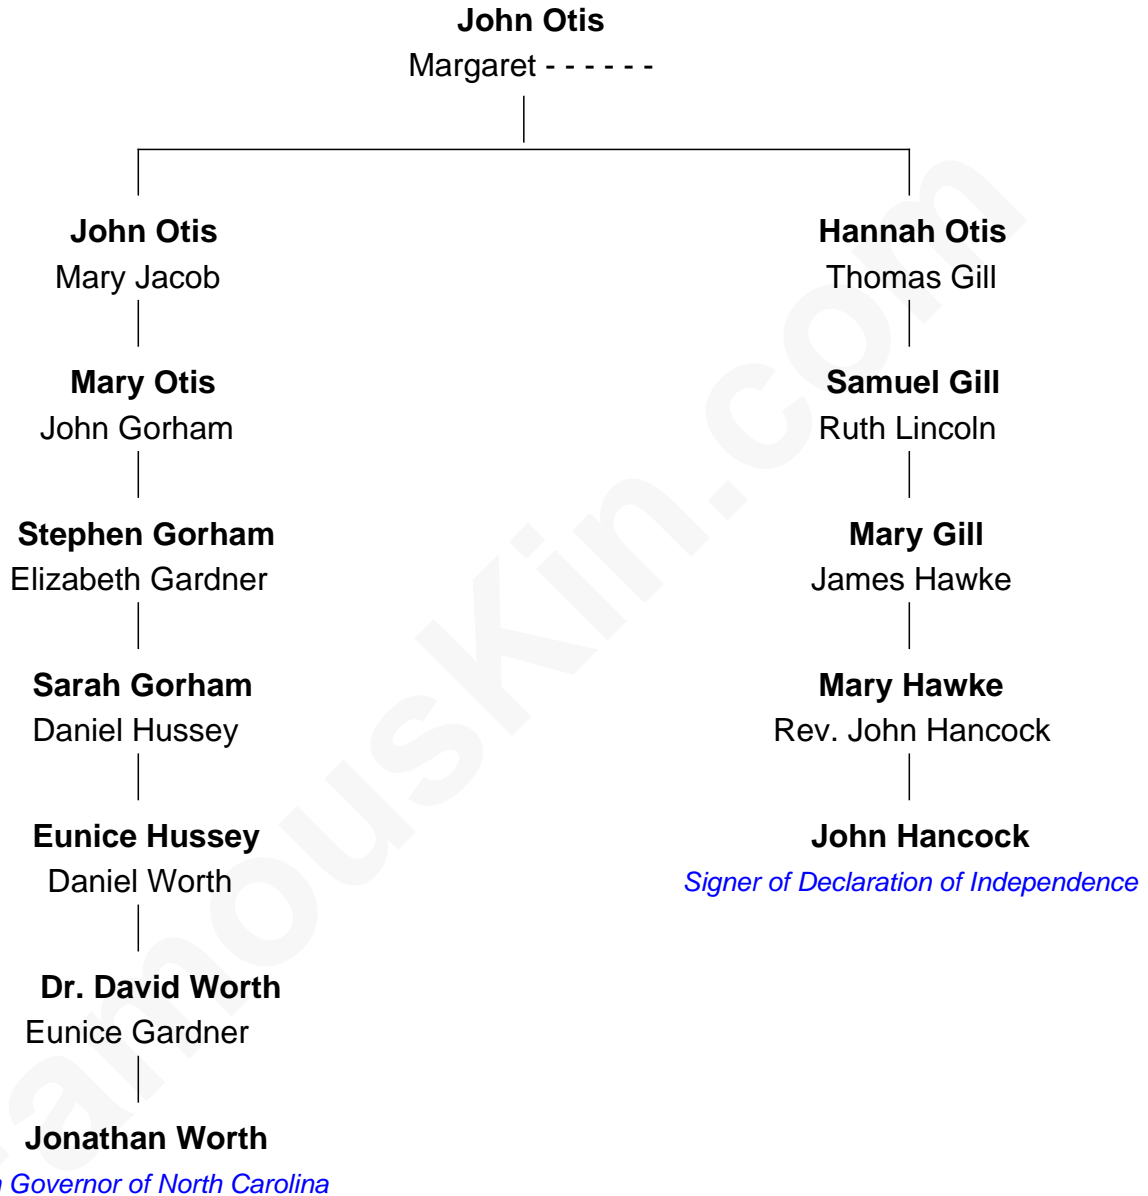 John Otis
Margaret - - - - - -
John Otis
Mary Jacob
Hannah Otis
Thomas Gill
Mary Otis
John Gorham
Samuel Gill
Ruth Lincoln
Stephen Gorham
Elizabeth Gardner
Mary Gill
James Hawke
Sarah Gorham
Daniel Hussey
Mary Hawke
Rev. John Hancock
Eunice Hussey
Daniel Worth
John Hancock
Signer of Declaration of Independence
Dr. David Worth
Eunice Gardner
Jonathan Worth
Governor of North Carolina
amouskin.com